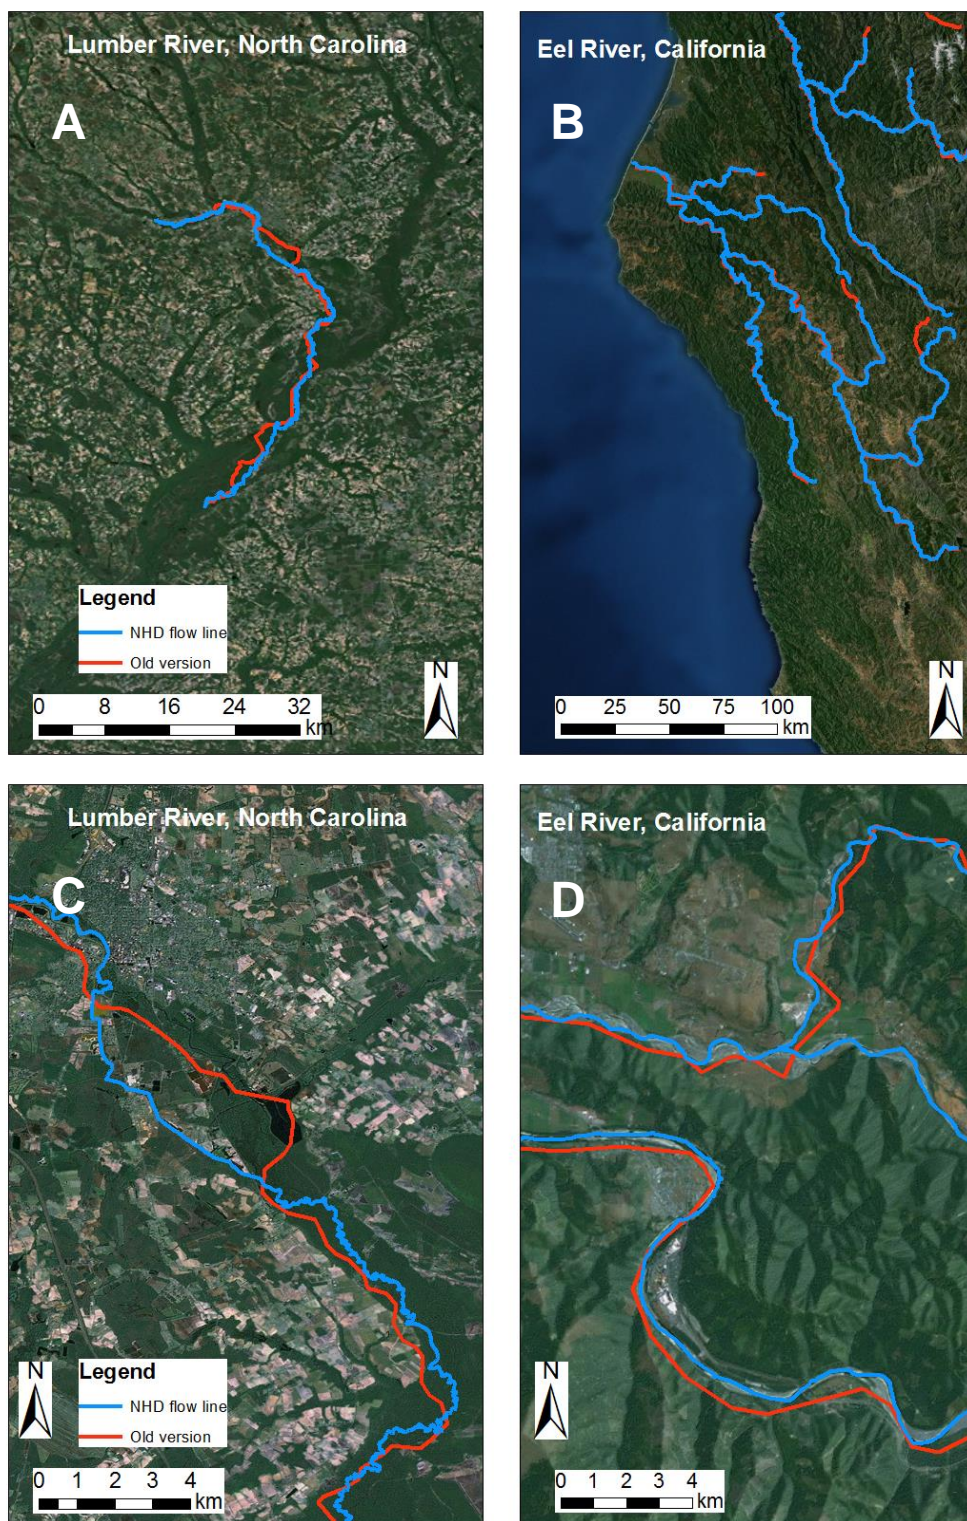 Lumber River, North Carolina
A
Legend
NHD flow line
Old version
N
0 8 16 24 32
km
Eel River, California
B
N
0 25 50 75 100
km
Lumber River, North Carolina
C
N
Legend
NHD flow line
Old version
0 1 2 3 4
km
Eel River, California
D
N
0 1 2 3 4
km